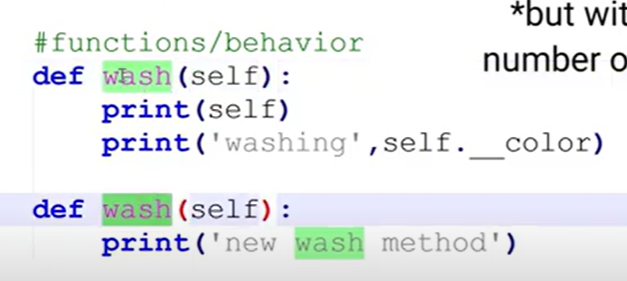 *but wit
#functions/behavior
number o
def wash(self):
print(self)
print('washing',self.__color)
def wash(self):
print('new wash method')